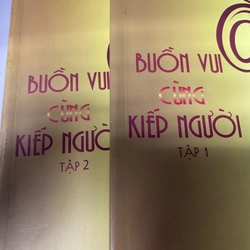 BUỒN VUI
CÙNG
KIẾP NGƯỜI
TẬP 2
BUỒN VUI
CÙNG
KIẾP NGƯỜI
TẬP 1